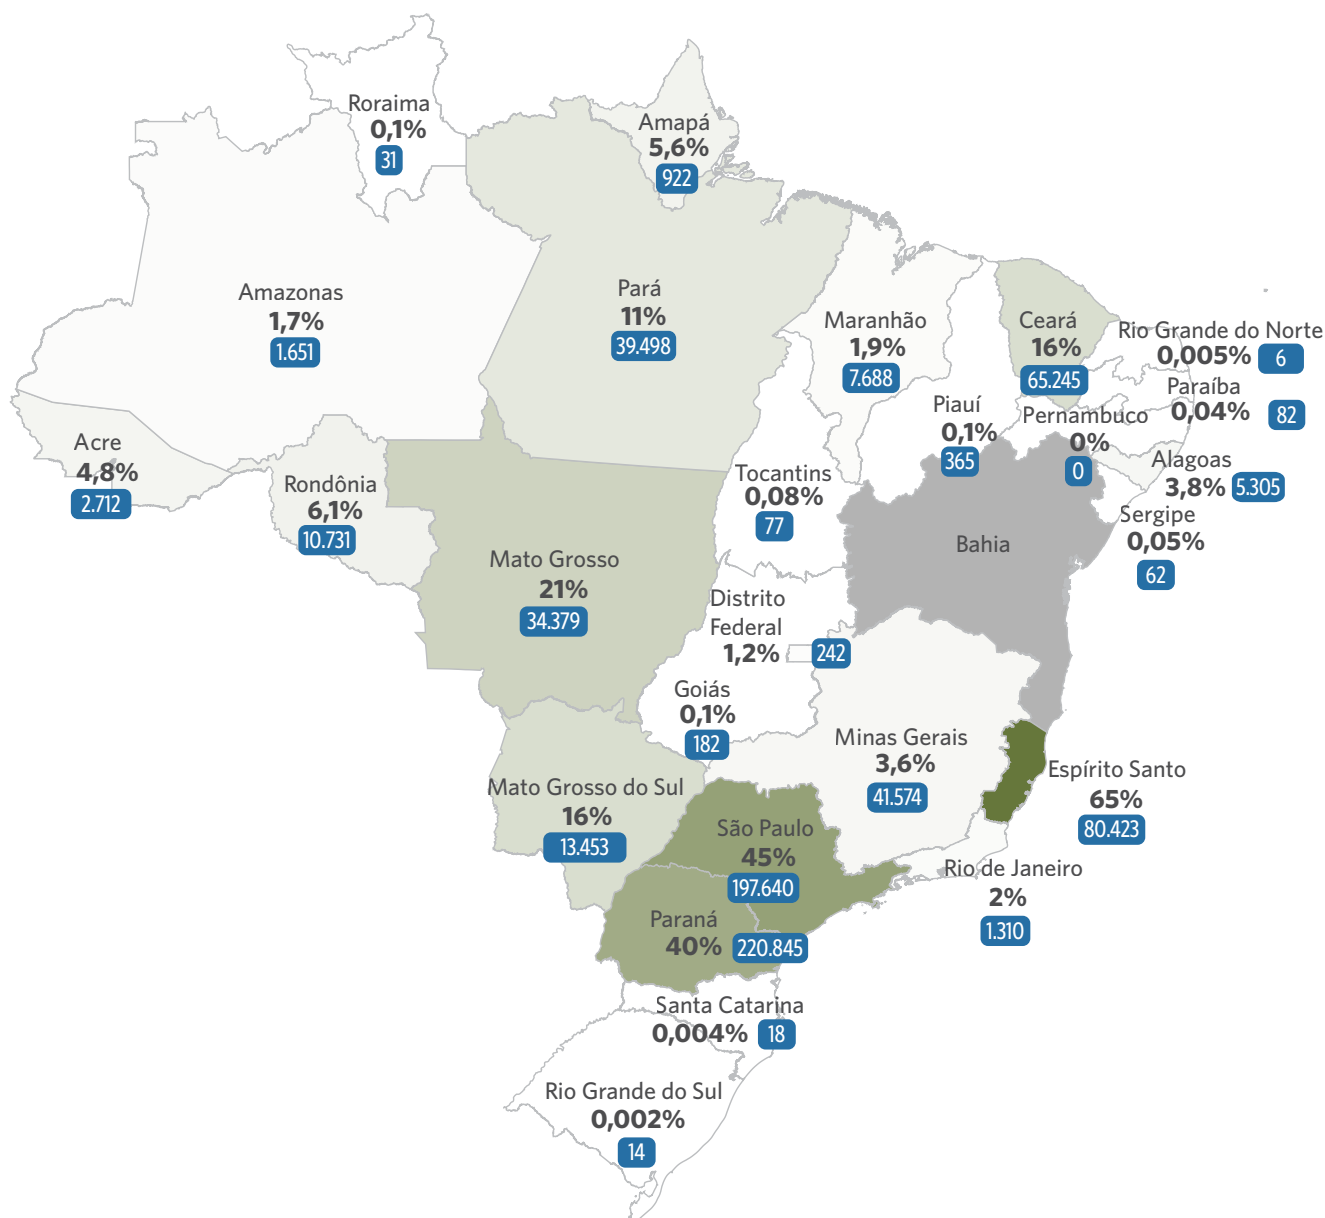 Roraima
0,1%
31
Amapá
5,6%
922
Amazonas
1,7%
1.651
Pará
11%
39.498
Maranhão
1,9%
7.688
Ceará
16%
65.245
Rio Grande do Norte
0,005% 6
Paraíba
0,04% 82
Piauí
0,1%
365
Pernambuco
0%
0
Alagoas
3,8% 5.305
Sergipe
0,05%
62
Acre
4,8%
2.712
Rondônia
6,1%
10.731
Tocantins
0,08%
77
Mato Grosso
21%
34.379
Bahia
Distrito
Federal
1,2% 242
Goiás
0,1%
182
Minas Gerais
3,6%
41.574
Espírito Santo
65%
80.423
Mato Grosso do Sul
16%
13.453
São Paulo
45%
197.640
Rio de Janeiro
2%
1.310
Paraná
40% 220.845
Santa Catarina
0,004% 18
Rio Grande do Sul
0,002%
14